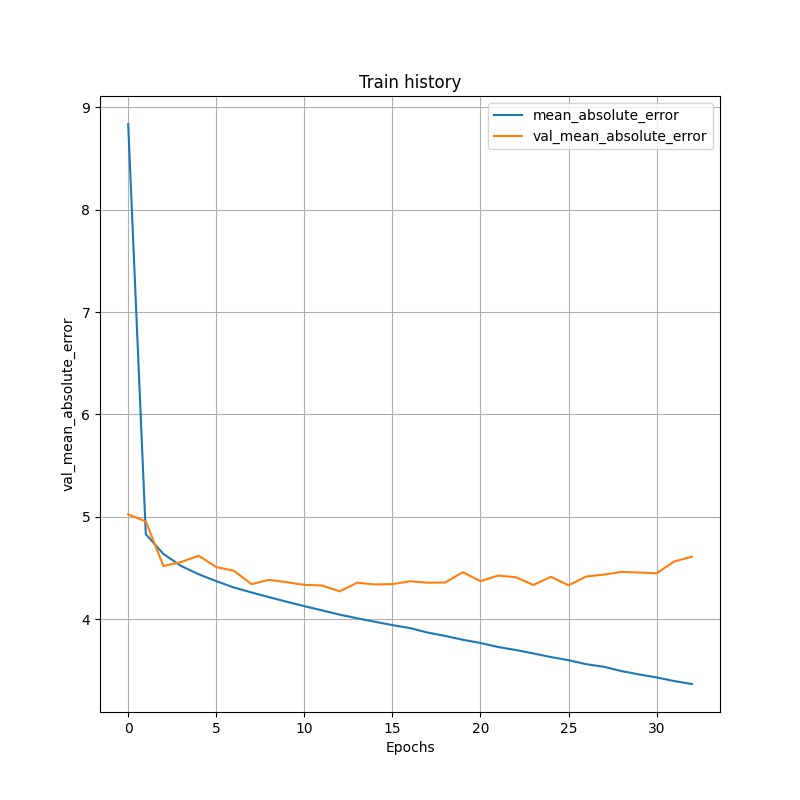 Train history
mean_absolute_error
val_mean_absolute_error
9
8
7
6
5
4
val_mean_absolute_error
0 5 10 15 20 25 30
Epochs